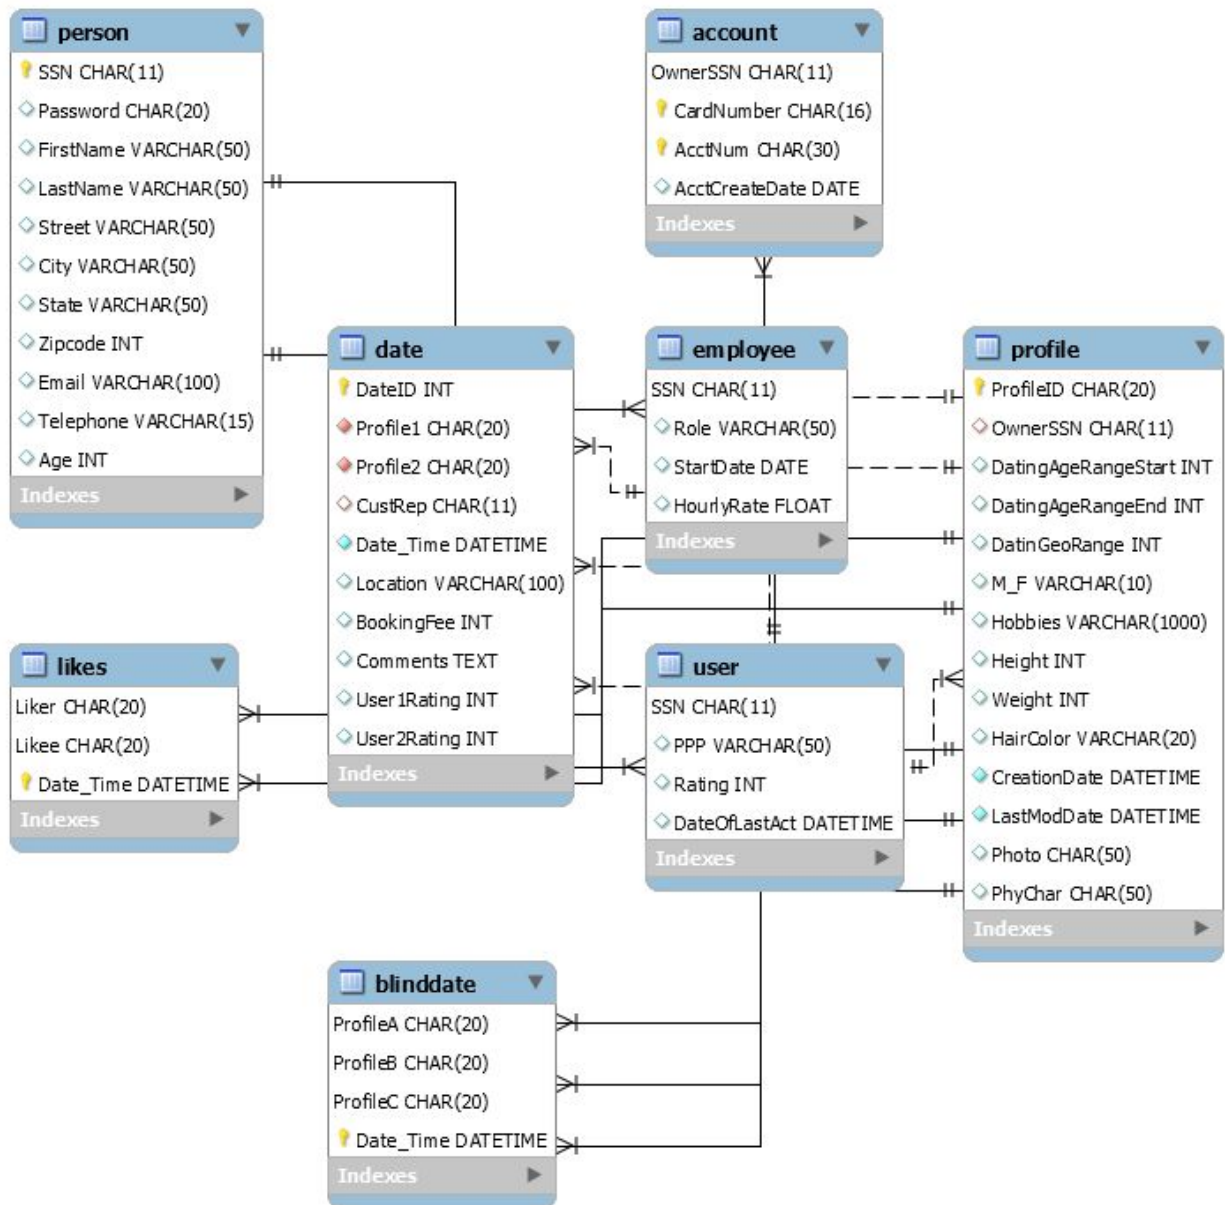 person
SSN CHAR(11)
Password CHAR(20)
FirstName VARCHAR(50)
LastName VARCHAR(50)
Street VARCHAR(50)
City VARCHAR(50)
State VARCHAR(50)
Zipcode INT
Email VARCHAR(100)
Telephone VARCHAR(15)
Age INT
Indexes
account
OwnerSSN CHAR(11)
CardNumber CHAR(16)
AcctNum CHAR(30)
AcctCreateDate DATE
Indexes
date
DateID INT
Profile1 CHAR(20)
Profile2 CHAR(20)
CustRep CHAR(11)
Date_Time DATETIME
Location VARCHAR(100)
BookingFee INT
Comments TEXT
User1Rating INT
User2Rating INT
Indexes
employee
SSN CHAR(11)
Role VARCHAR(50)
StartDate DATE
HourlyRate FLOAT
Indexes
profile
ProfileID CHAR(20)
OwnerSSN CHAR(11)
DatingAgeRangeStart INT
DatingAgeRangeEnd INT
DatinGeoRange INT
M_F VARCHAR(10)
Hobbies VARCHAR(1000)
Height INT
Weight INT
HairColor VARCHAR(20)
CreationDate DATETIME
LastModDate DATETIME
Photo CHAR(50)
PhyChar CHAR(50)
Indexes
likes
Liker CHAR(20)
Likee CHAR(20)
Date_Time DATETIME
Indexes
user
SSN CHAR(11)
PPP VARCHAR(50)
Rating INT
DateOfLastAct DATETIME
Indexes
blinddate
ProfileA CHAR(20)
ProfileB CHAR(20)
ProfileC CHAR(20)
Date_Time DATETIME
Indexes